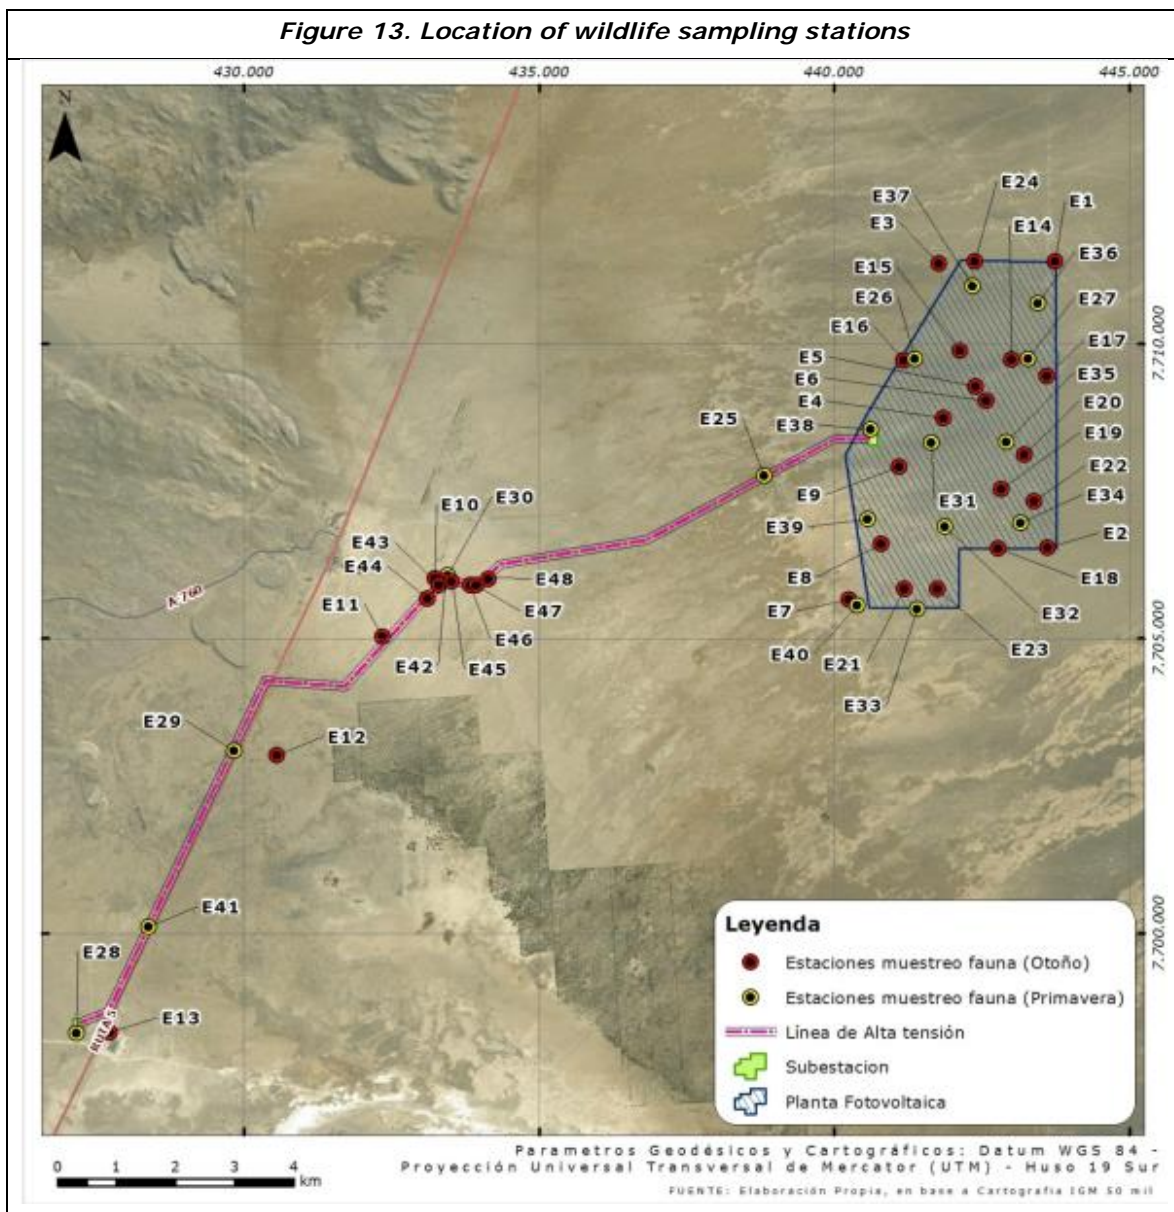 Figure 13. Location of wildlife sampling stations
430.000 435.000 440.000 445.000
N
E37 E24 E1
E3 E14
E15 E36
E26 E27
E16 E17
7.710.000
E5 E35
E6
E4 E20
E25 E38 E19
E9 E22
E10 E30 E31 E34
E39
E43 E2
E44 E8 E48 E18
A-760
E11 E7 E47 E32
E46
7.705.000
E42 E45 E40 E21 E23
E33
E29 E12
E41
7.700.000
E28
E13
RUTA 5
Leyenda
Estaciones muestreo fauna (Otoño)
Estaciones muestreo fauna (Primavera)
Línea de Alta tensión
Subestacion
Planta Fotovoltaica
0 1 2 3 4
km
Parametros Geodésicos y Cartográficos: Datum WGS 84 -
Proyección Universal Transversal de Mercator (UTM) - Huso 19 Sur
FUENTE: Elaboración Propia, en base a Cartografia IGM 50 mil